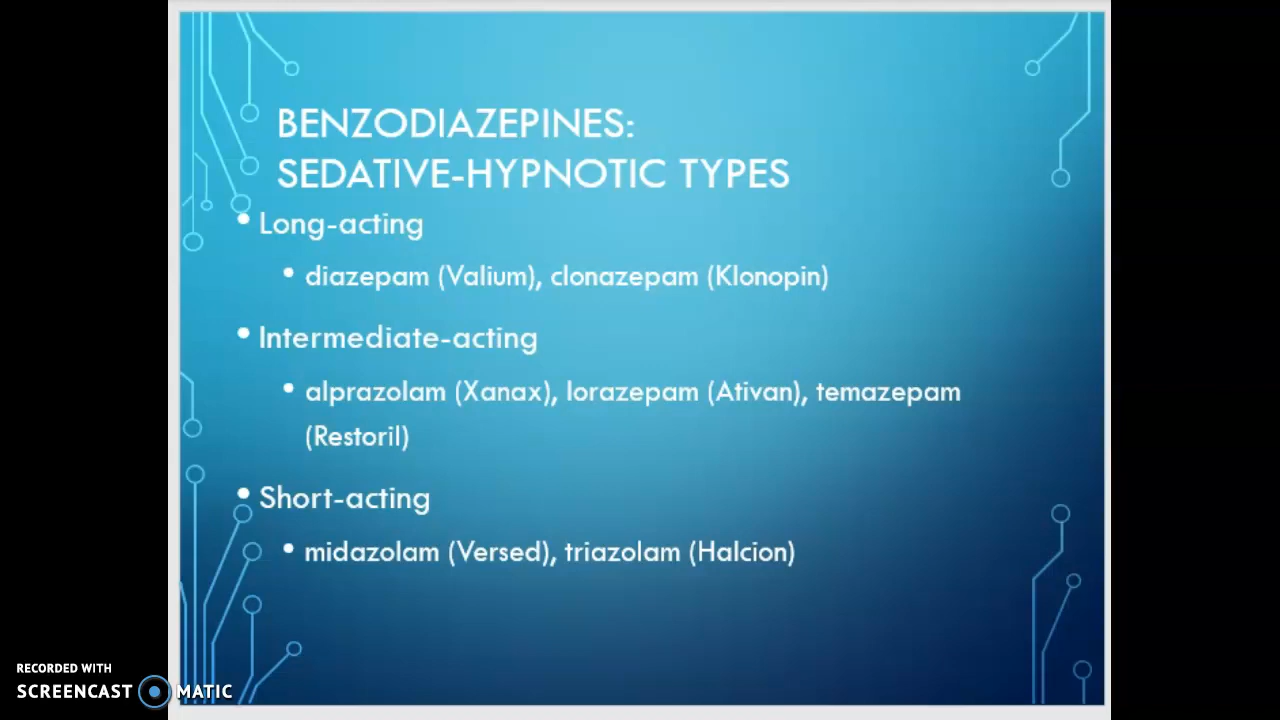 BENZODIAZEPINES:
SEDATIVE-HYPNOTIC TYPES
• Long-acting
• diazepam (Valium), clonazepam (Klonopin)
• Intermediate-acting
• alprazolam (Xanax), lorazepam (Ativan), temazepam
(Restoril)
• Short-acting
• midazolam (Versed), triazolam (Halcion)
RECORDED WITH
SCREENCAST MATIC